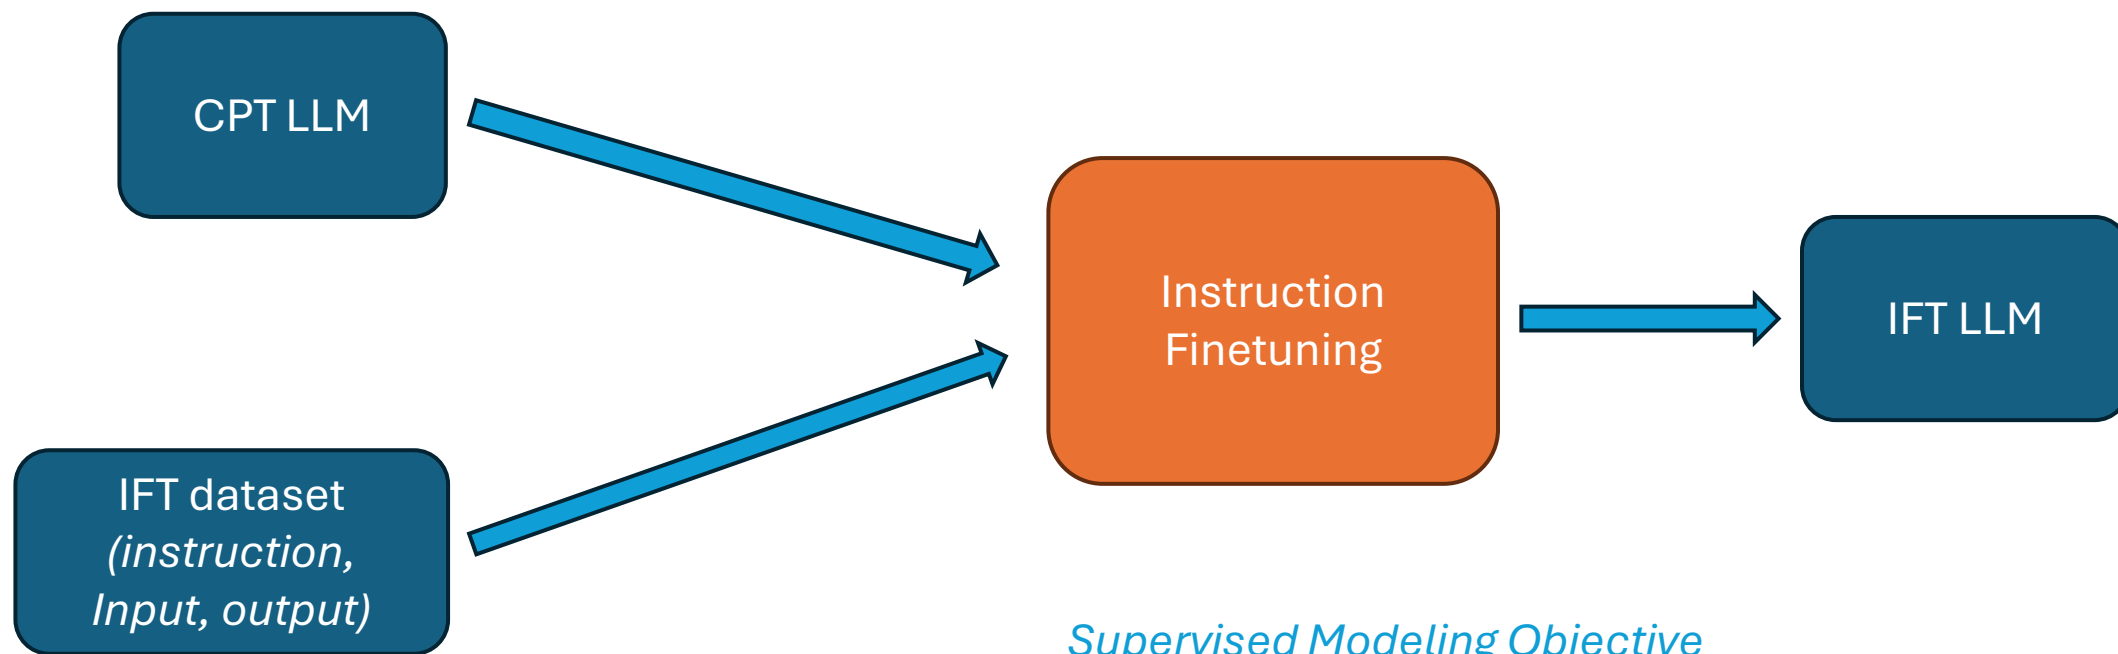 CPT LLM
Instruction
Finetuning
IFT LLM
IFT dataset
(instruction,
Input, output)
Supervised Modeling Objective